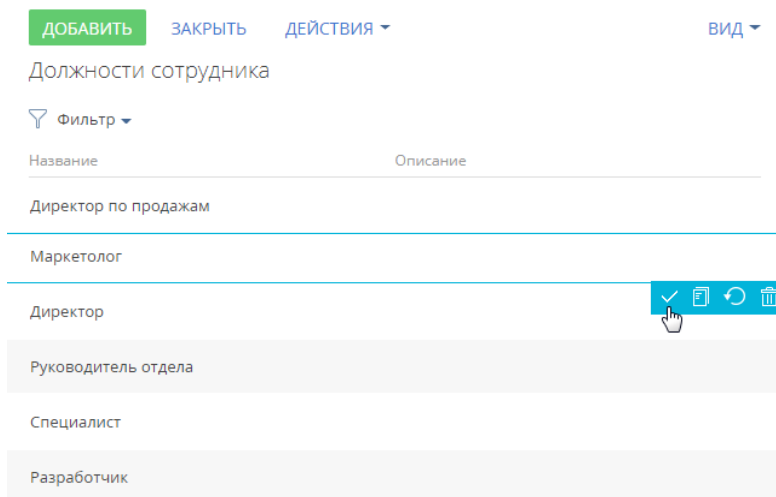 ДОБАВИТЬ ЗАКРЫТЬ ДЕЙСТВИЯ ВИД
Должности сотрудника
Фильтр
Название Описание
Директор по продажам
Маркетолог
Директор
Руководитель отдела
Специалист
Разработчик